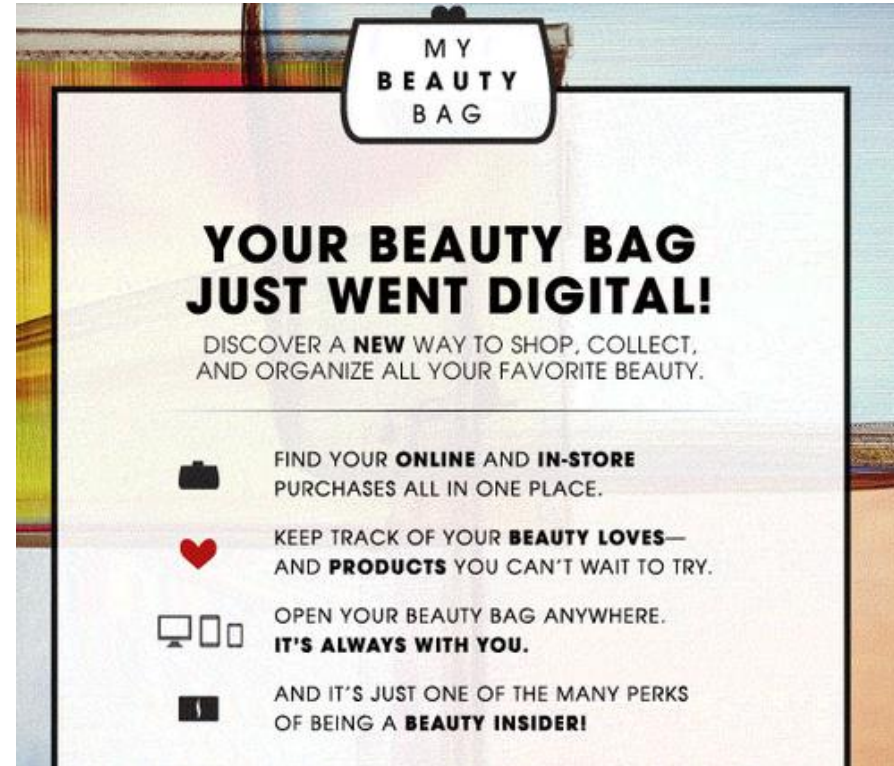 MY
BEAUTY
BAG
YOUR BEAUTY BAG
JUST WENT DIGITAL!
DISCOVER A NEW WAY TO SHOP, COLLECT,
AND ORGANIZE ALL YOUR FAVORITE BEAUTY.
FIND YOUR ONLINE AND IN-STORE
PURCHASES ALL IN ONE PLACE.
KEEP TRACK OF YOUR BEAUTY LOVES—
AND PRODUCTS YOU CAN'T WAIT TO TRY.
OPEN YOUR BEAUTY BAG ANYWHERE.
IT'S ALWAYS WITH YOU.
AND IT'S JUST ONE OF THE MANY PERKS
OF BEING A BEAUTY INSIDER!